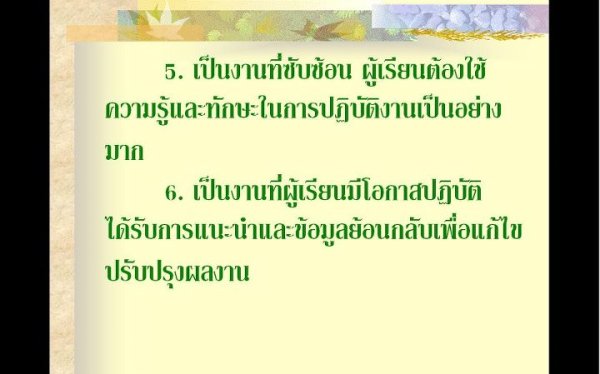 5. เป็นงานที่ซับซ้อน ผู้เรียนต้องใช้
ความรู้และทักษะในการปฏิบัติงานเป็นอย่าง
มาก
6. เป็นงานที่ผู้เรียนมีโอกาสปฏิบัติ
ได้รับการแนะนำและข้อมูลย้อนกลับเพื่อแก้ไข
ปรับปรุงผลงาน